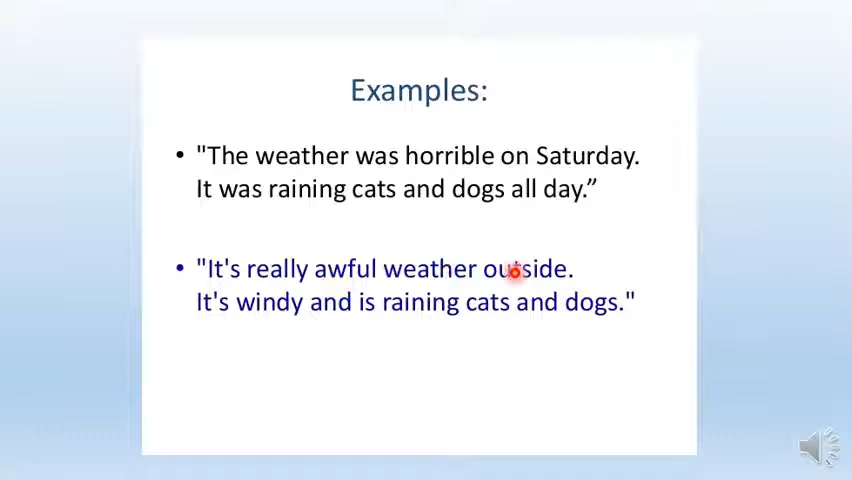 Examples:
• "The weather was horrible on Saturday.
It was raining cats and dogs all day.”
• "It's really awful weather outside.
It's windy and is raining cats and dogs."